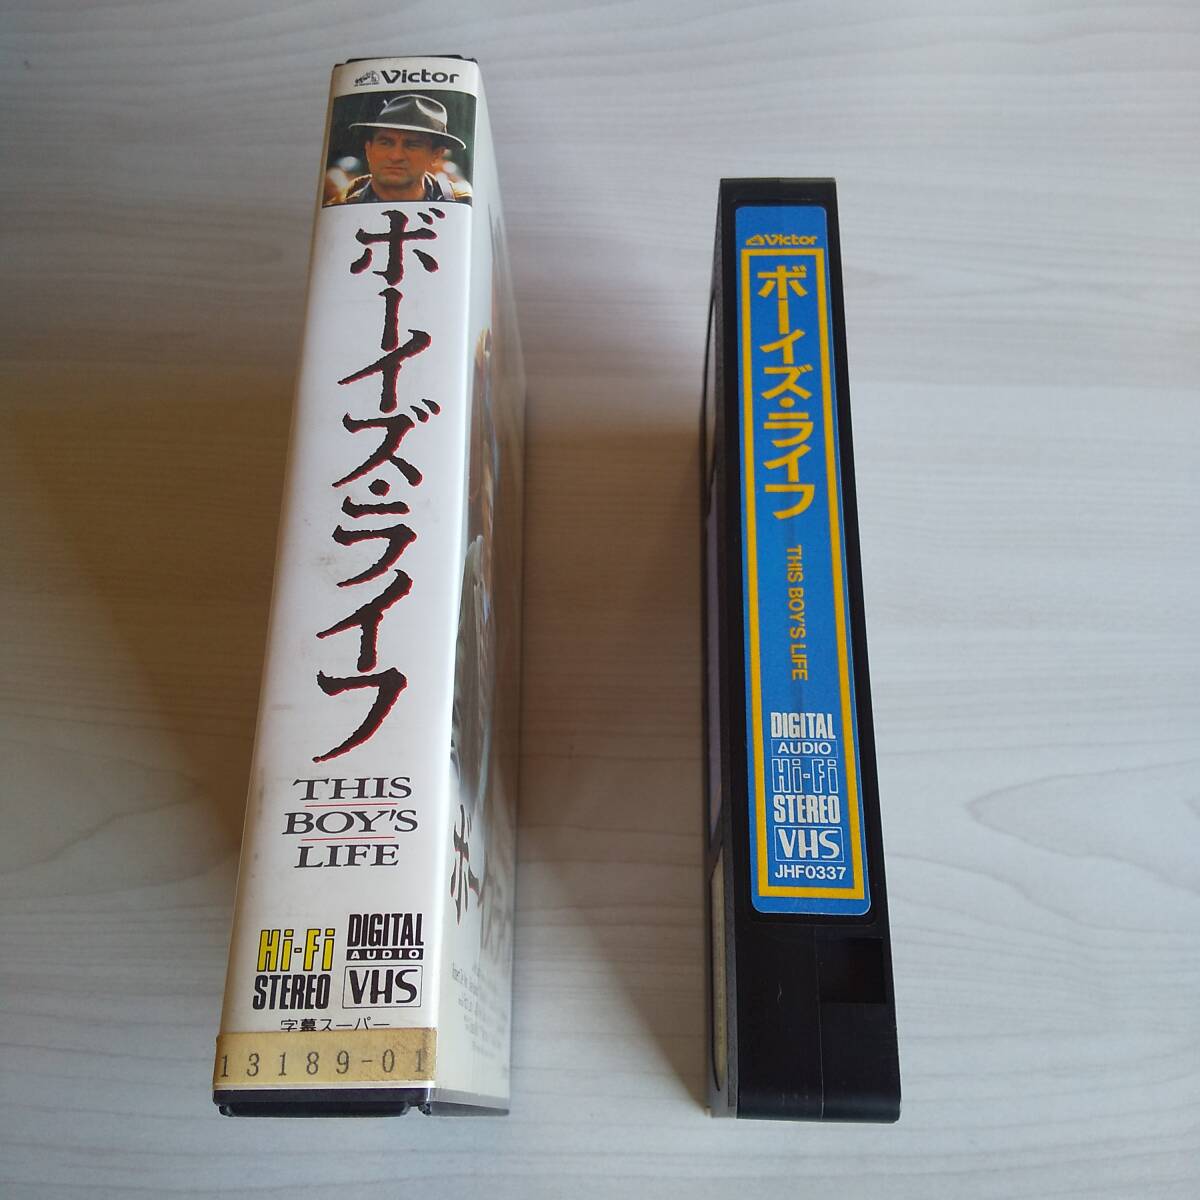 Victor
ボーイズ・ライフ
THIS
BOY'S
LIFE
Hi-Fi
STEREO
DIGITAL
AUDIO
VHS
字幕スーパー
13189-01
ボ
Victor
ボーイズ・ライフ
THIS BOY'S LIFE
DIGITAL
AUDIO
Hi-Fi
STEREO
VHS
JHF0337